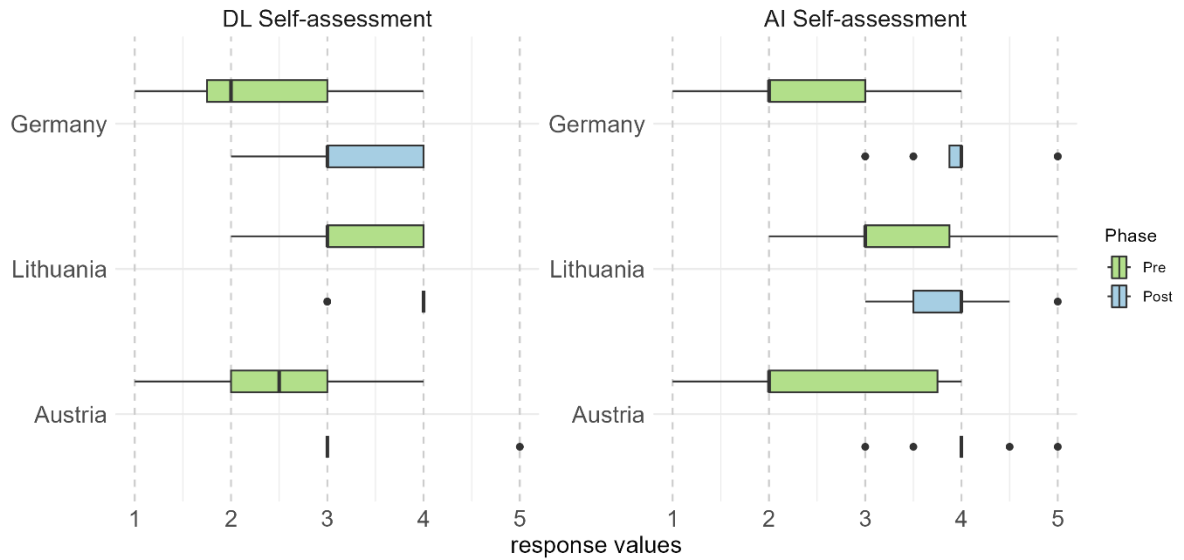 DL Self-assessment
AI Self-assessment
Germany
Germany
Lithuania
Lithuania
Austria
Austria
Phase
Pre
Post
1 2 3 4 5
1 2 3 4 5
response values